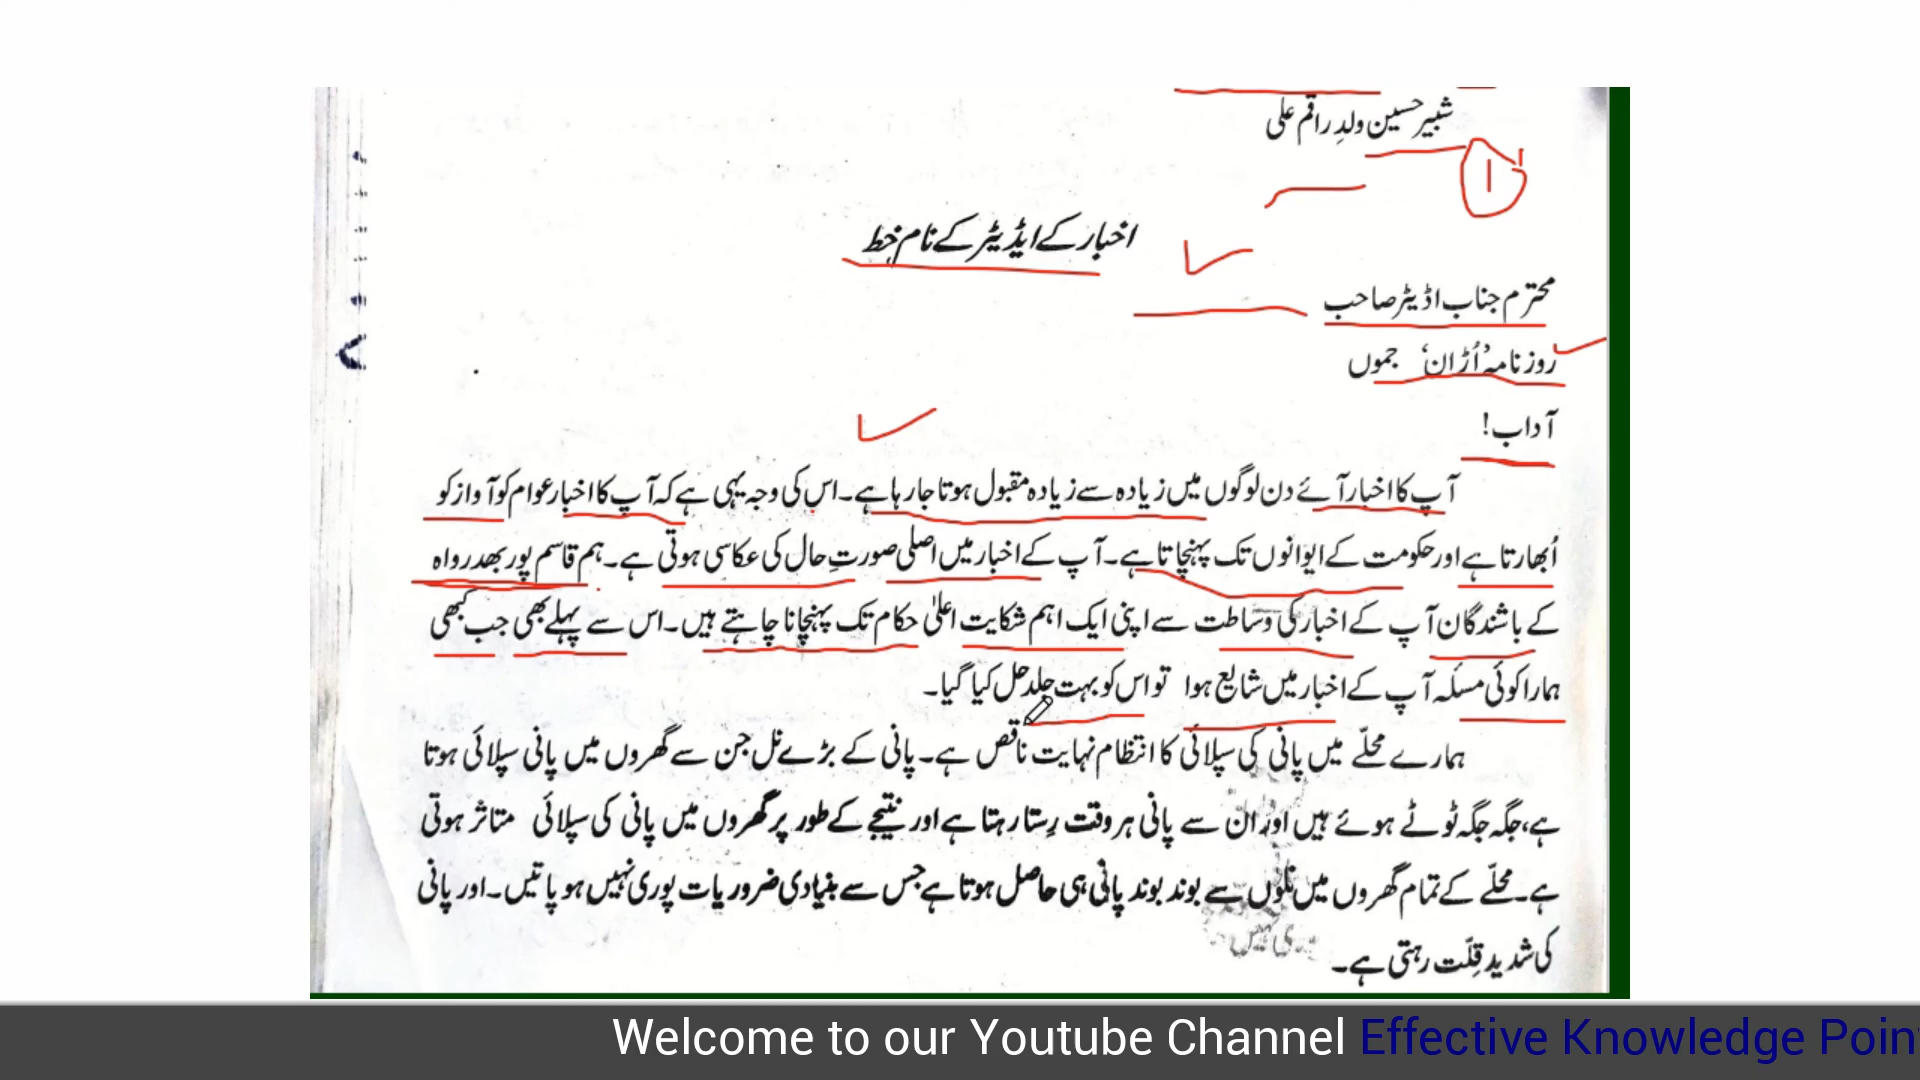 شبیر حسین ولدِ راقم علی
اخبار کے ایڈیٹر کے نام خط
محترم جناب اڈیٹر صاحب
روزنامہ ’اُڑان‘ جموں
آداب!
آپ کا اخبار آئے دن لوگوں میں زیادہ سے زیادہ مقبول ہوتا جارہا ہے۔ اس کی وجہ یہی ہے کہ آپ کا اخبار عوام کو آواز کو
اُبھارتا ہے اور حکومت کے ایوانوں تک پہنچاتا ہے۔ آپ کے اخبار میں اصلی صورتِ حال کی عکاسی ہوتی ہے۔ ہم قاسم پور بھدرواہ
کے باشندگان آپ کے اخبار کی وساطت سے اپنی ایک اہم شکایت اعلیٰ حکام تک پہنچانا چاہتے ہیں۔ اس سے پہلے بھی جب کبھی
ہمارا کوئی مسئلہ آپ کے اخبار میں شایع ہوا تو اس کو بہت جلد حل کیا گیا۔
ہمارے محلّے میں پانی کی سپلائی کا انتظام نہایت ناقص ہے۔ پانی کے بڑے نل جن سے گھروں میں پانی سپلائی ہوتا
ہے، جگہ جگہ ٹوٹے ہوئے ہیں اور ان سے پانی ہر وقت رِستا رہتا ہے اور نتیجے کے طور پر گھروں میں پانی کی سپلائی متاثر ہوتی
ہے۔ محلّے کے تمام گھروں میں نلوں سے بوند بوند پانی ہی حاصل ہوتا ہے جس سے بنیادی ضروریات پوری نہیں ہو پاتیں۔ اور پانی
کی شدید قِلّت رہتی ہے۔
Welcome to our Youtube Channel Effective Knowledge Poin